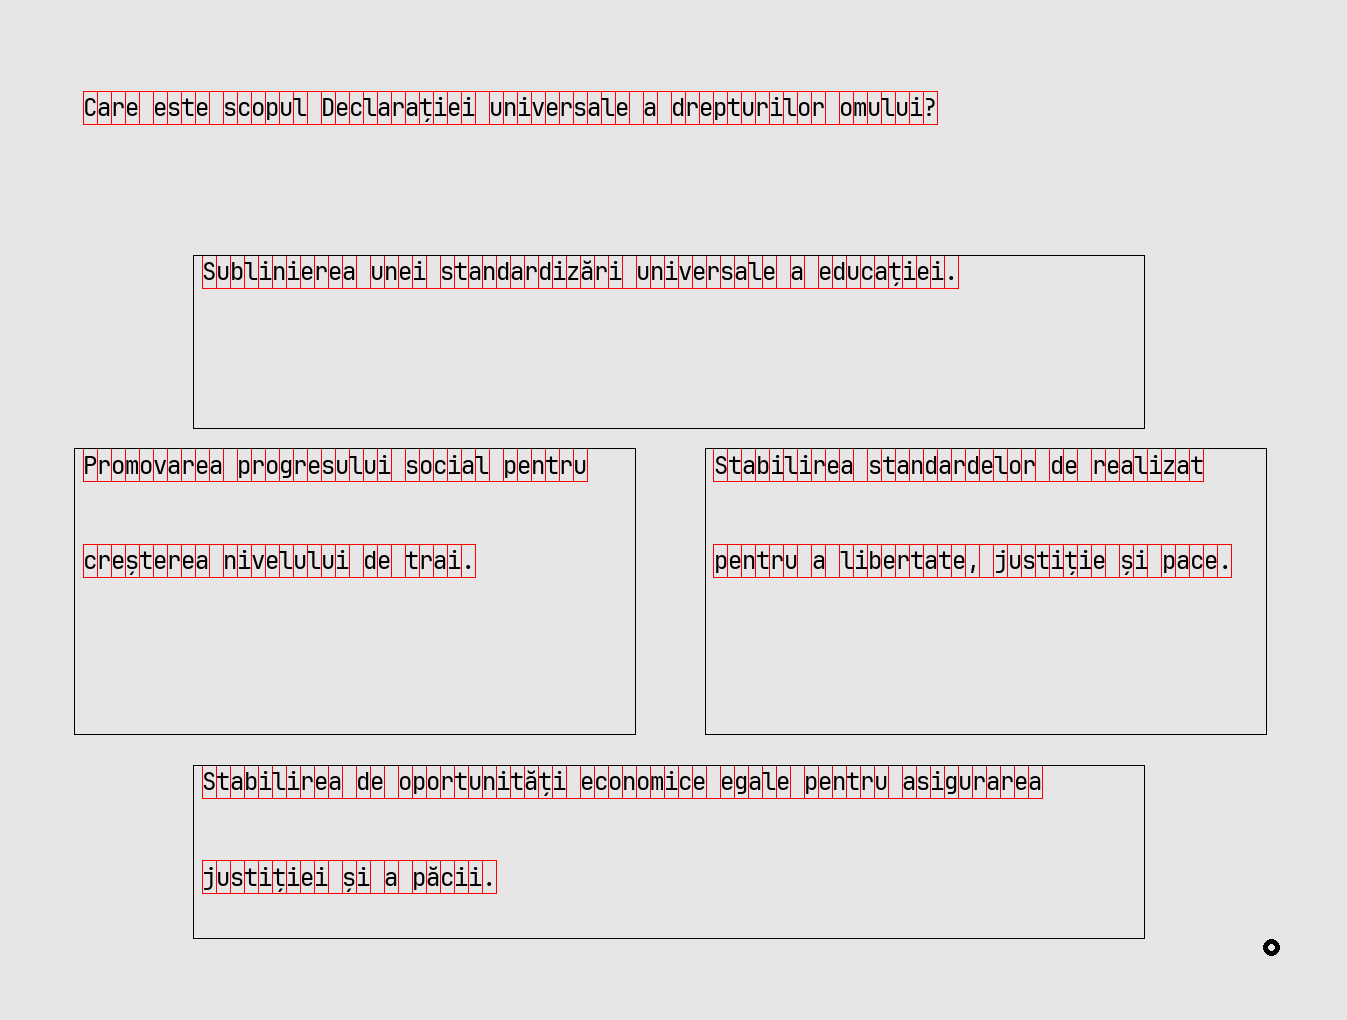 Care este scopul Declarației universale a drepturilor omului?
Sublinierea unei standardizări universale a educației.
Promovarea progresului social pentru
creșterea nivelului de trai.
Stabilirea standardelor de realizat
pentru a libertate, justiție și pace.
Stabilirea de oportunități economice egale pentru asigurarea
justiției și a păcii.